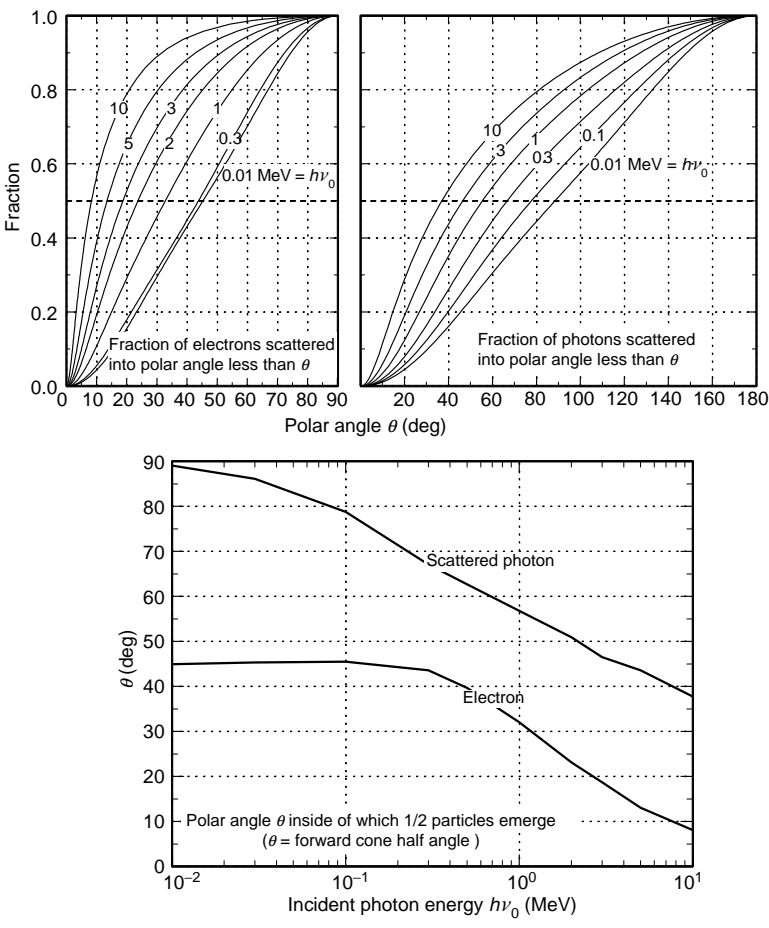 1.0
0.8
0.6
0.4
0.2
0.0
Fraction
10
5
3
2
1
0.3
0.01 MeV = hν0
Fraction of electrons scattered
into polar angle less than θ
0 10 20 30 40 50 60 70 80 90
10
3
1
0.3
0.1
0.01 MeV = hν0
Fraction of photons scattered
into polar angle less than θ
20 40 60 80 100 120 140 160 180
Polar angle θ (deg)
90
80
70
60
50
40
30
20
10
0
θ (deg)
Scattered photon
Electron
Polar angle θ inside of which 1/2 particles emerge
(θ = forward cone half angle )
10−2 10−1 100 101
Incident photon energy hν0 (MeV)